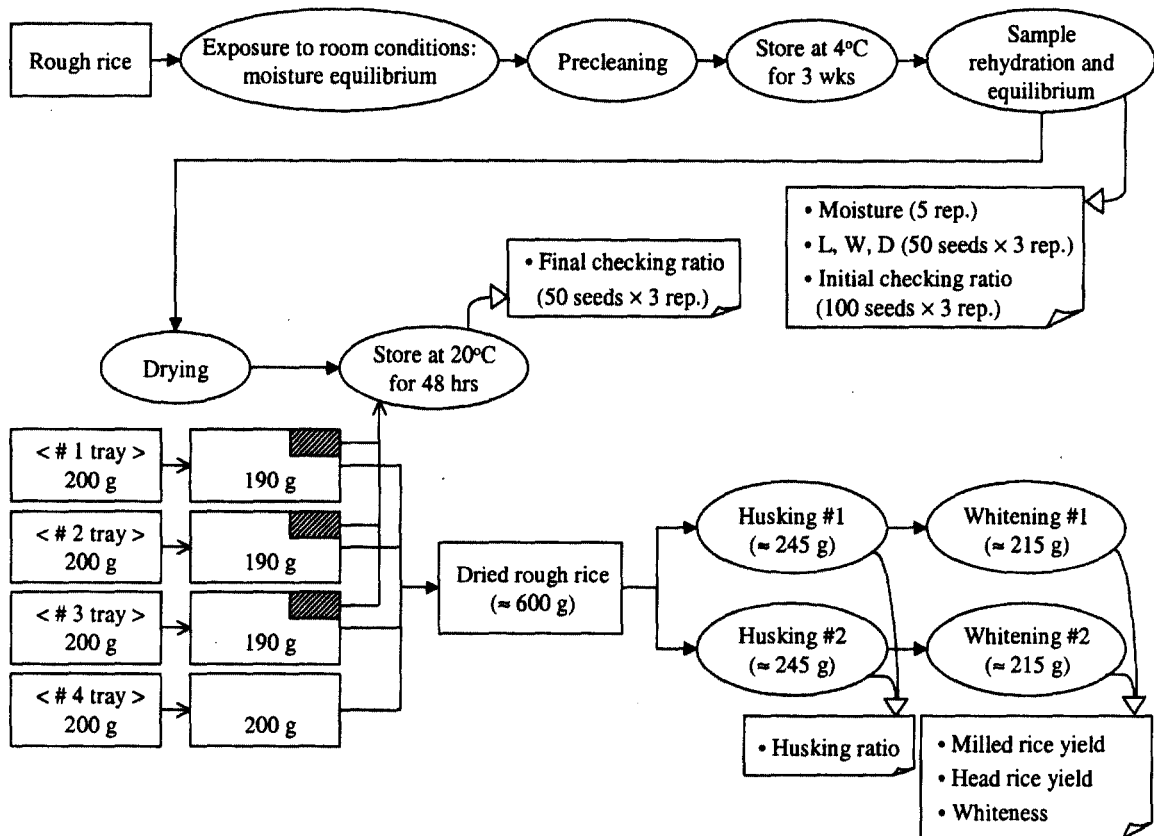 Rough rice
Exposure to room conditions:
moisture equilibrium
Precleaning
Store at 4°C
for 3 wks
Sample
rehydration and
equilibrium
• Moisture (5 rep.)
• L, W, D (50 seeds × 3 rep.)
• Initial checking ratio
(100 seeds × 3 rep.)
• Final checking ratio
(50 seeds × 3 rep.)
Drying
Store at 20°C
for 48 hrs
< # 1 tray >
200 g
190 g
< # 2 tray >
200 g
190 g
< # 3 tray >
200 g
190 g
< # 4 tray >
200 g
200 g
Dried rough rice
(≈ 600 g)
Husking #1
(≈ 245 g)
Whitening #1
(≈ 215 g)
Husking #2
(≈ 245 g)
Whitening #2
(≈ 215 g)
• Husking ratio
• Milled rice yield
• Head rice yield
• Whiteness